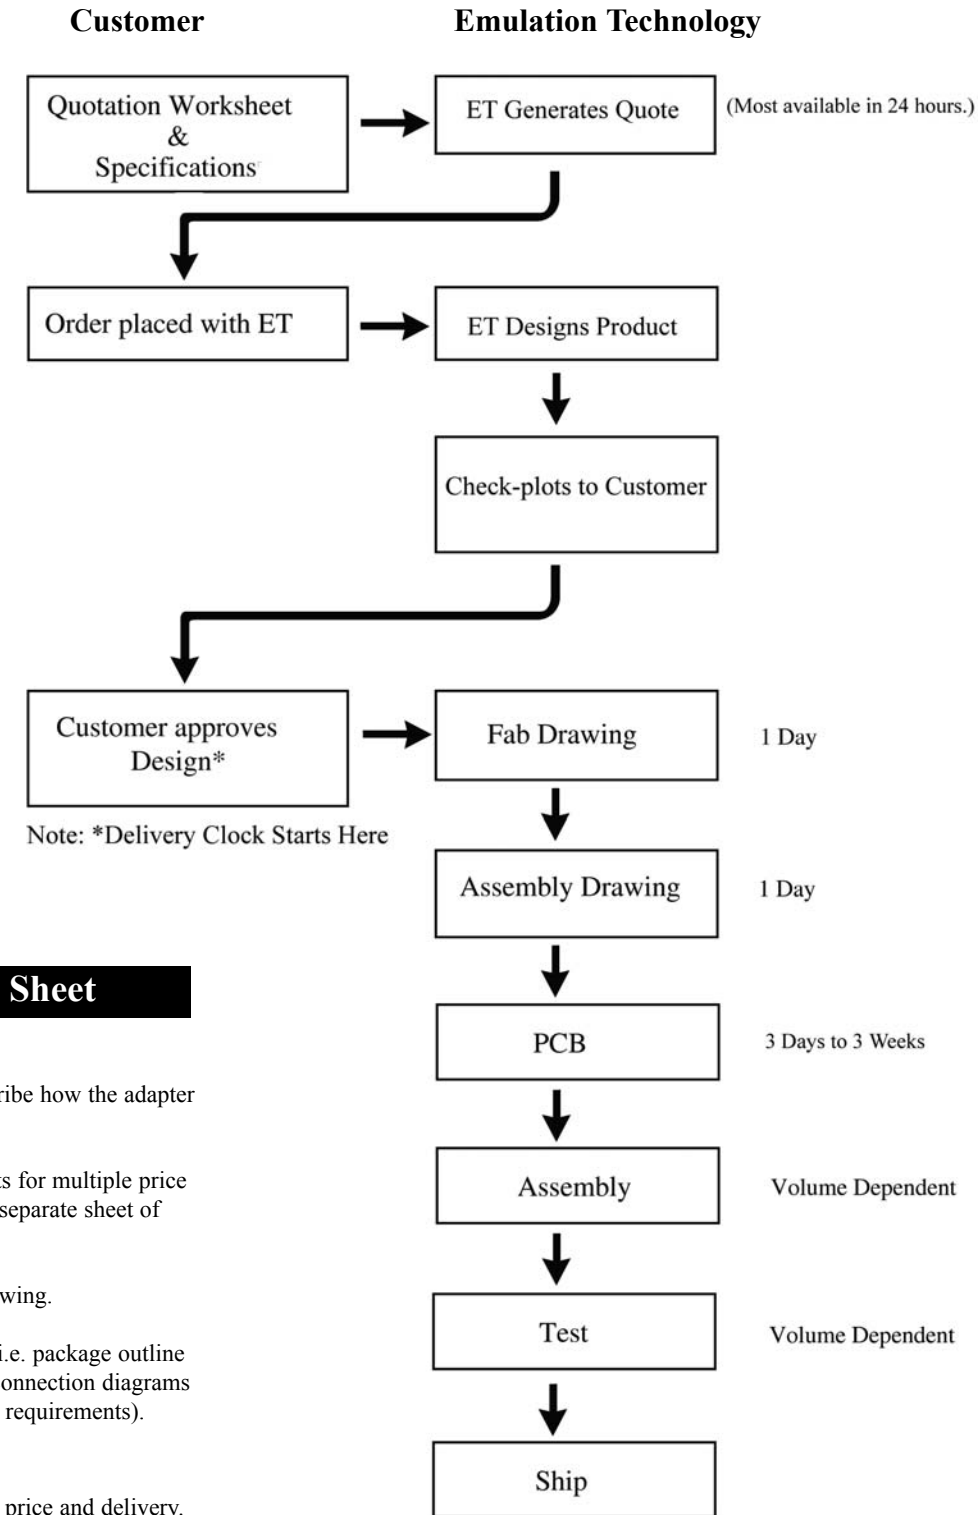 Customer
Emulation Technology
Quotation Worksheet
&
Specifications
ET Generates Quote
(Most available in 24 hours.)
Order placed with ET
ET Designs Product
Check-plots to Customer
Customer approves
Design*
Note: *Delivery Clock Starts Here
Fab Drawing
1 Day
Assembly Drawing
1 Day
PCB
3 Days to 3 Weeks
Assembly
Volume Dependent
Test
Volume Dependent
Ship
Sheet
ribe how the adapter
ts for multiple price
separate sheet of
wing.
i.e. package outline
onnection diagrams
requirements).
price and delivery.